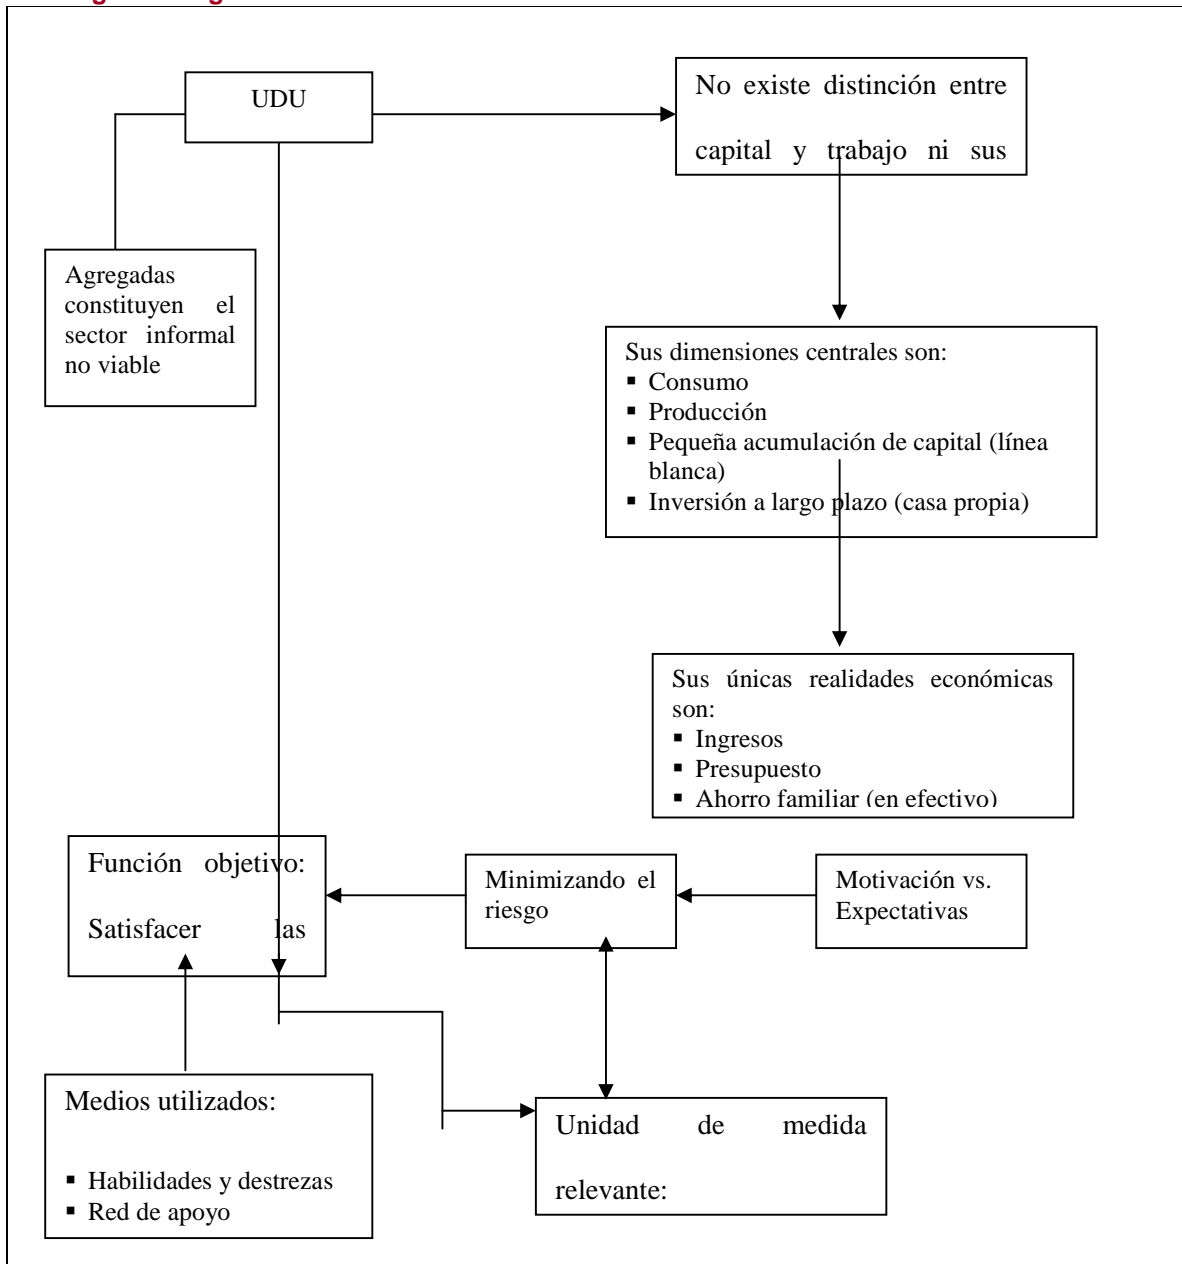 UDU
No existe distinción entre
capital y trabajo ni sus
Agregadas
constituyen el
sector informal
no viable
Sus dimensiones centrales son:
▪ Consumo
▪ Producción
▪ Pequeña acumulación de capital (línea
blanca)
▪ Inversión a largo plazo (casa propia)
Sus únicas realidades económicas
son:
▪ Ingresos
▪ Presupuesto
▪ Ahorro familiar (en efectivo)
Función objetivo:
Satisfacer las
Minimizando el
riesgo
Motivación vs.
Expectativas
Medios utilizados:
▪ Habilidades y destrezas
▪ Red de apoyo
Unidad de medida
relevante: